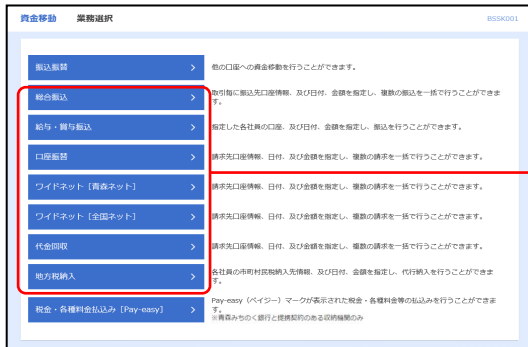 資金移動　業務選択 BSSK001
振込振替 > 他の口座への資金移動を行うことができます。
総合振込 > 取引毎に振込先口座情報、及び日付、金額を指定し、複数の振込を一括で行うことができま
す。
給与・賞与振込 > 指定した各社員の口座、及び日付、金額を指定し、振込を行うことができます。
口座振替 > 請求先口座情報、日付、及び金額を指定し、複数の請求を一括で行うことができます。
ワイドネット［青森ネット］ > 請求先口座情報、日付、及び金額を指定し、複数の請求を一括で行うことができます。
ワイドネット［全国ネット］ > 請求先口座情報、日付、及び金額を指定し、複数の請求を一括で行うことができます。
代金回収 > 請求先口座情報、日付、及び金額を指定し、複数の請求を一括で行うことができます。
地方税納入 > 各社員の市町村民税納入先情報、及び日付、金額を指定し、代行納入を行うことができま
す。
税金・各種料金払込み［Pay-easy］ > Pay-easy（ペイジー）マークが表示された税金・各種料金等の払込みを行うことができま
す。
※青森みちのく銀行と提携契約のある収納機関のみ